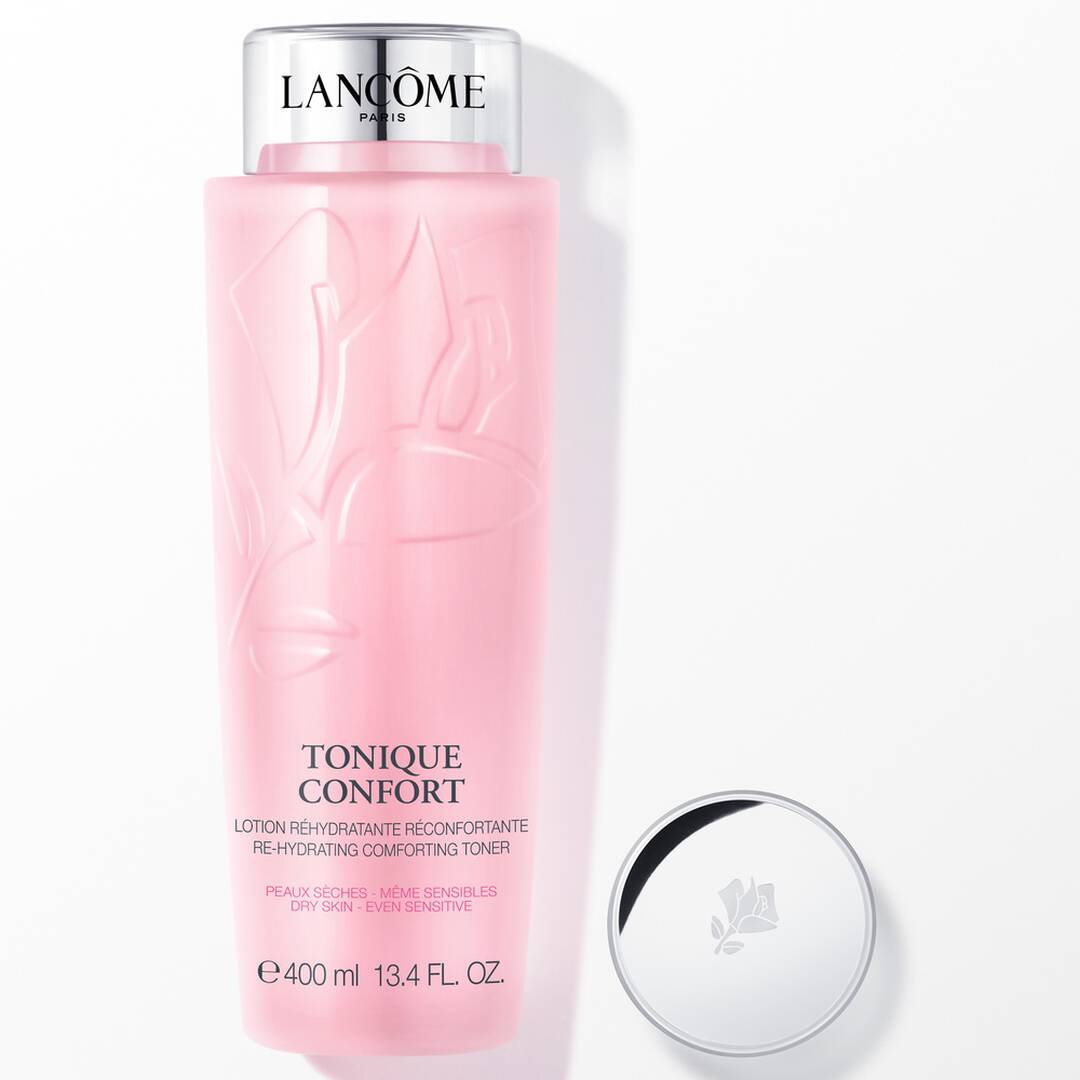 LANCÔME
PARIS
TONIQUE
CONFORT
LOTION RÉHYDRATANTE RÉCONFORTANTE
RE-HYDRATING COMFORTING TONER
PEAUX SÈCHES - MÊME SENSIBLES
DRY SKIN - EVEN SENSITIVE
℮ 400 ml 13.4 FL. OZ.